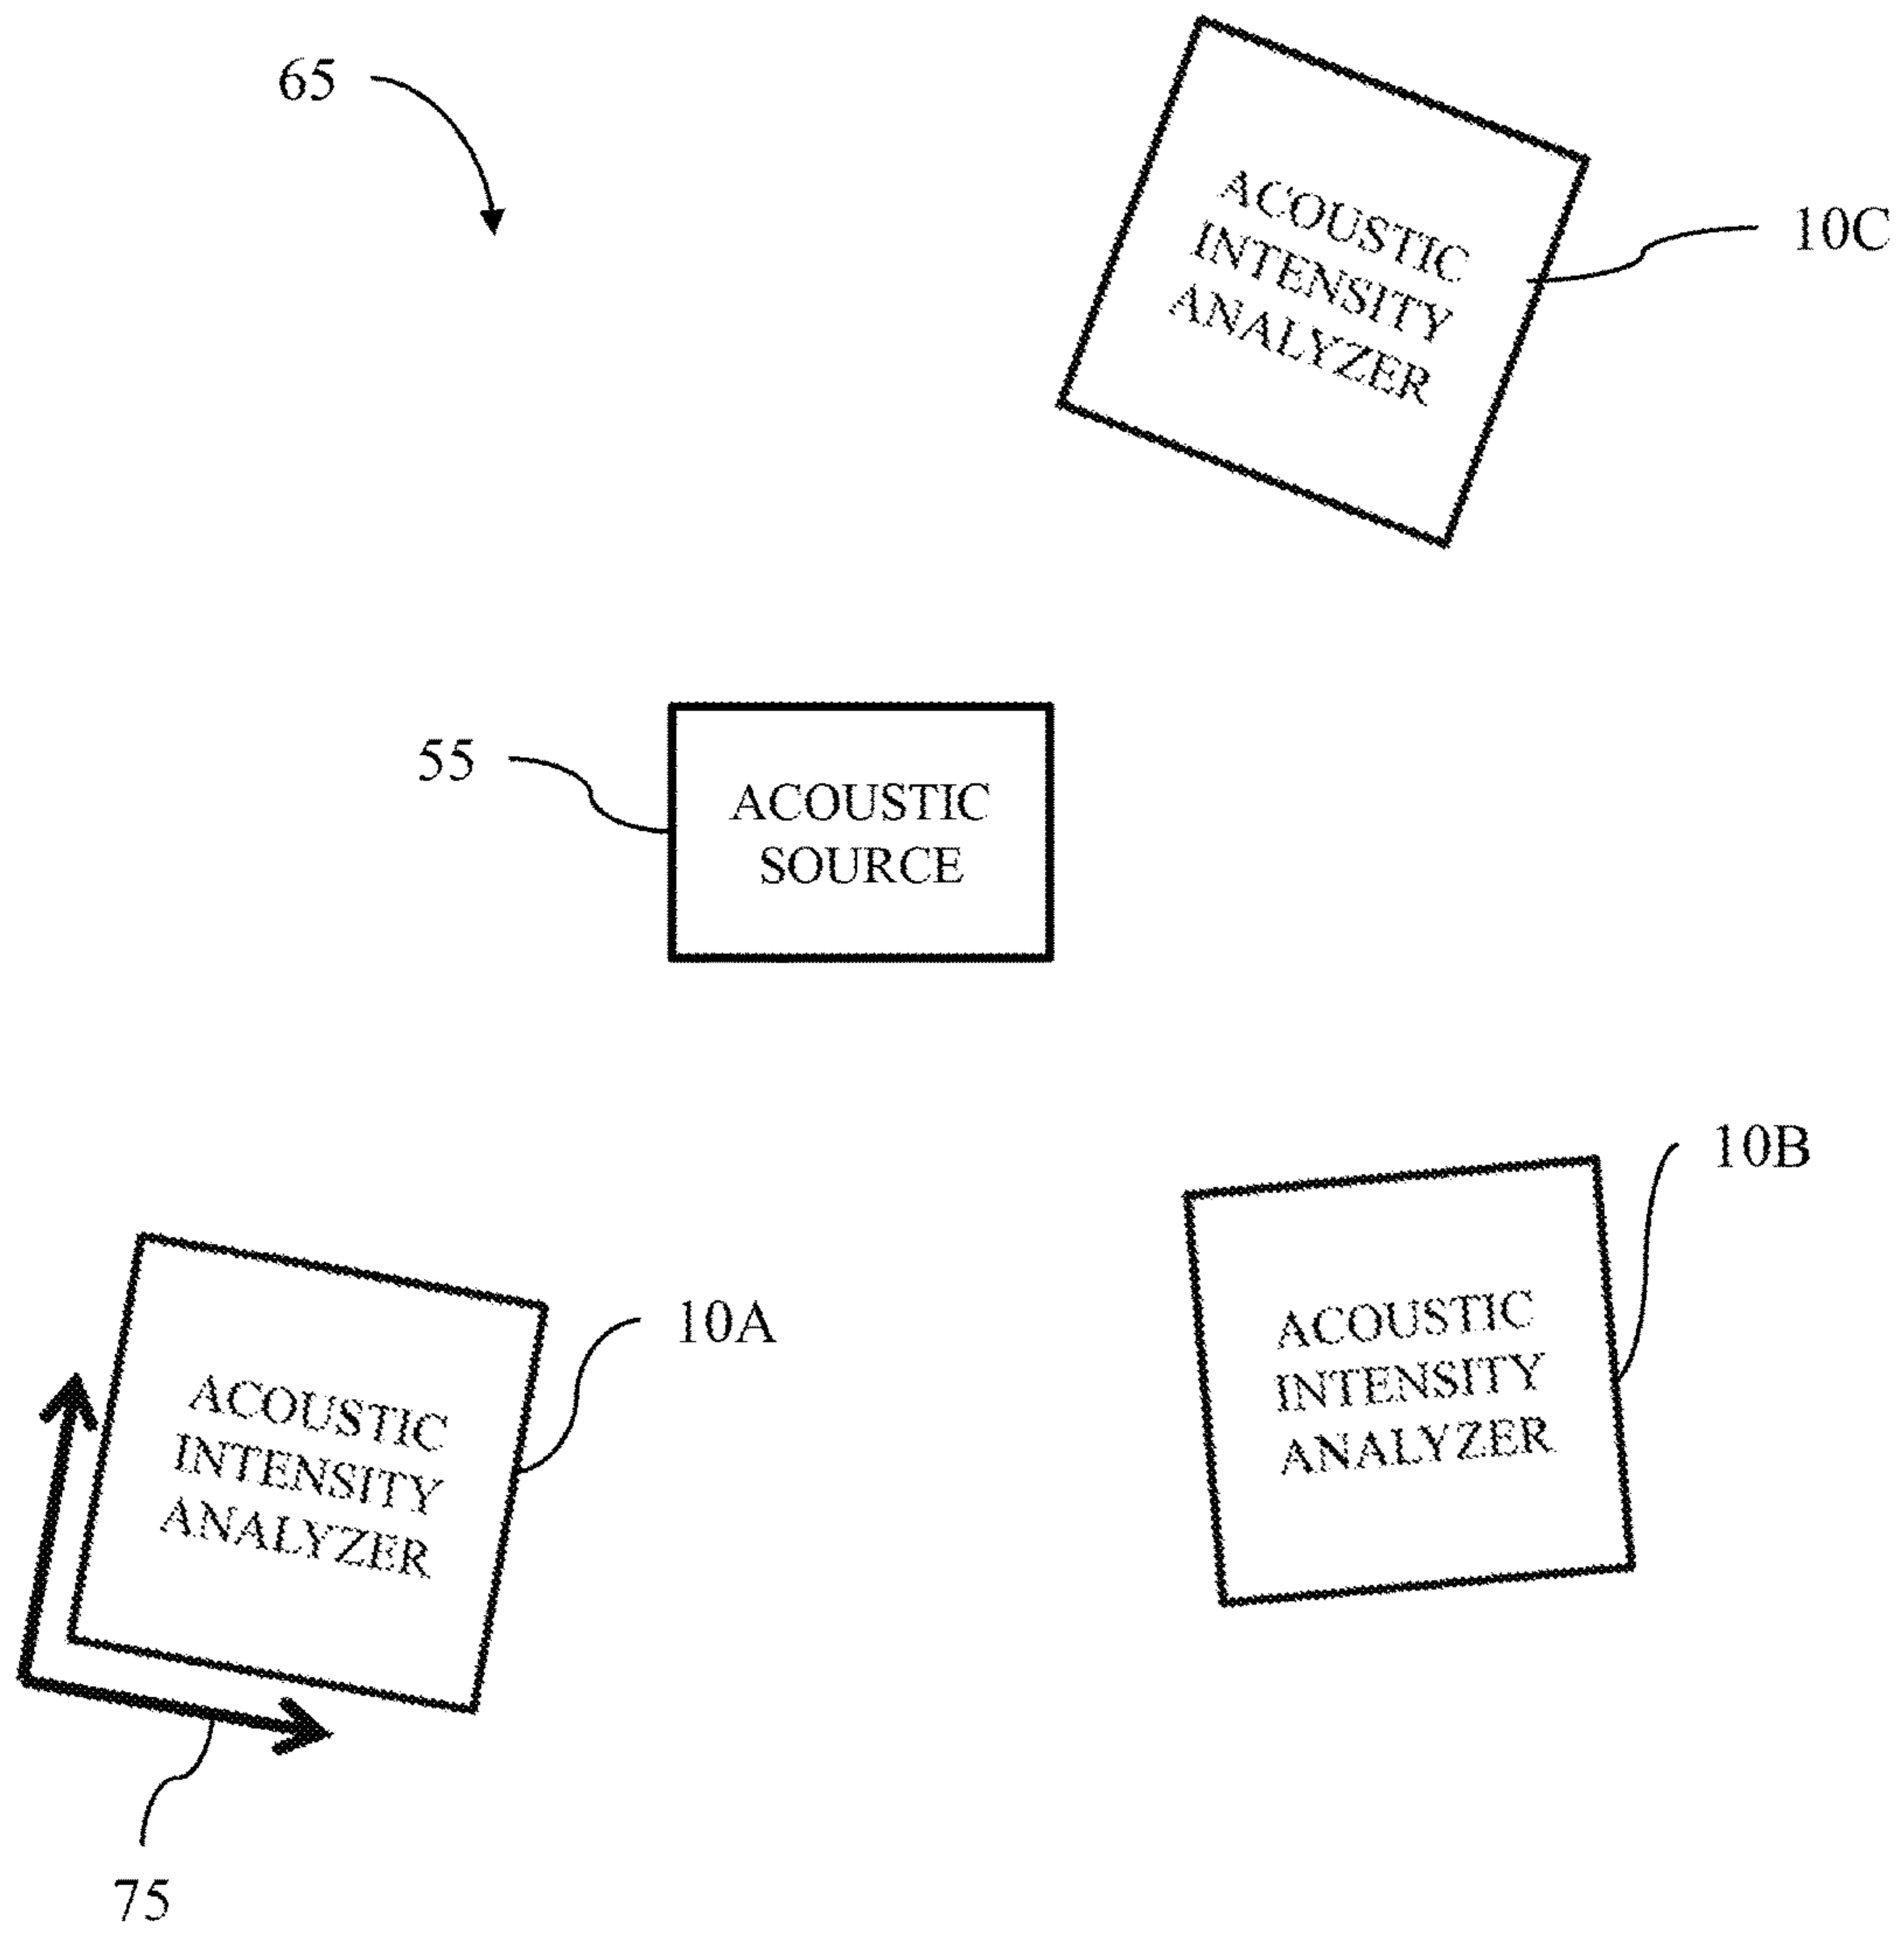 65
ACOUSTIC
INTENSITY
ANALYZER
10C
55
ACOUSTIC
SOURCE
10B
ACOUSTIC
INTENSITY
ANALYZER
10A
ACOUSTIC
INTENSITY
ANALYZER
75